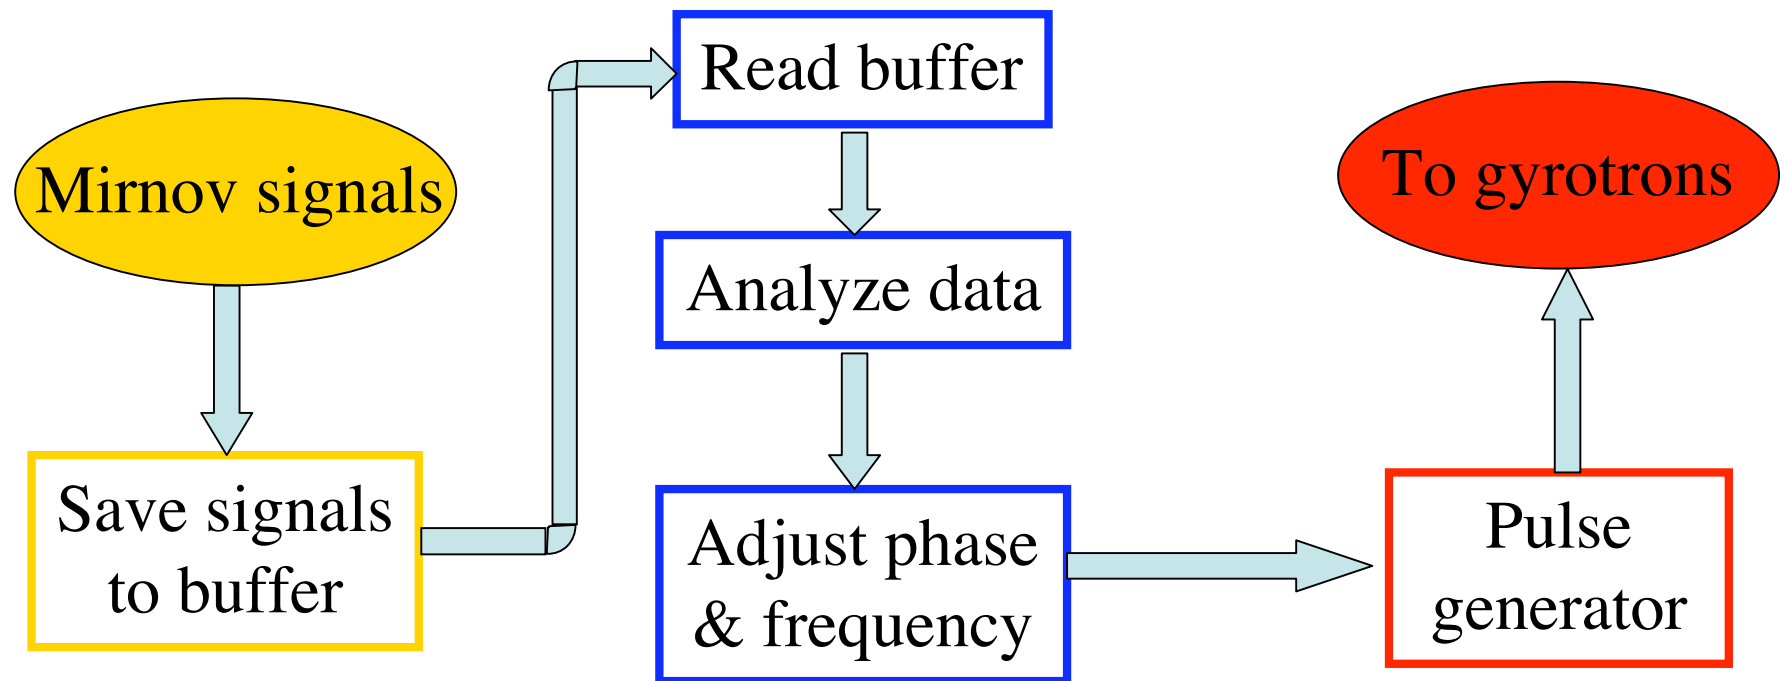 Mirnov signals
Save signals
to buffer
Read buffer
Analyze data
Adjust phase
& frequency
Pulse
generator
To gyrotrons